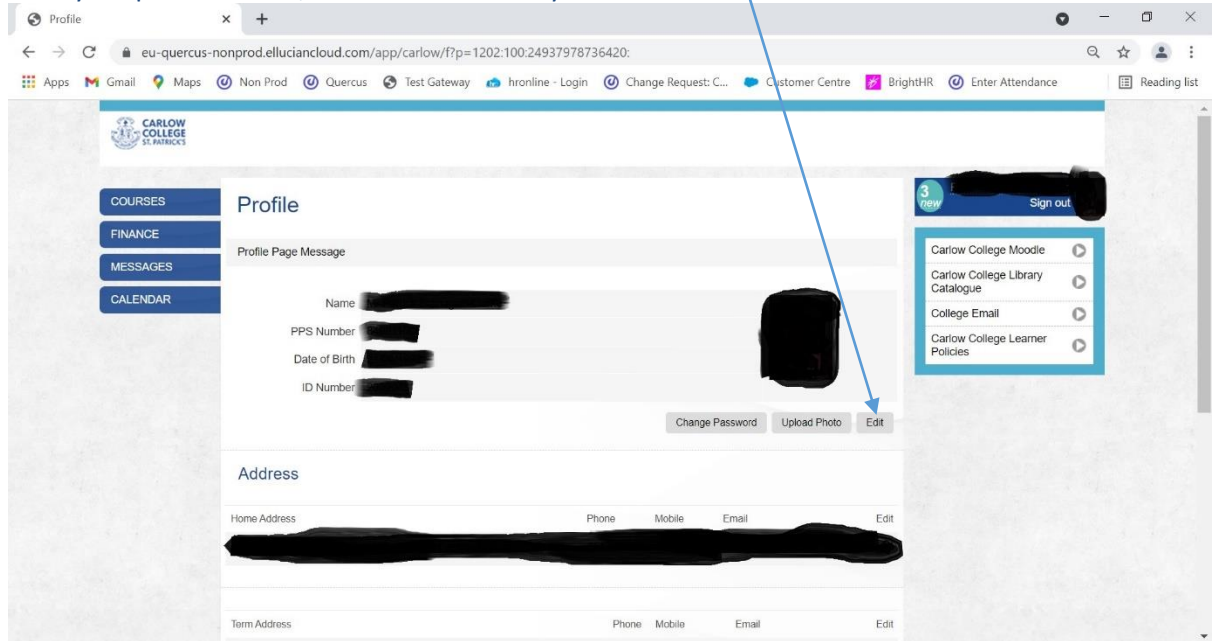 Profile
eu-quercus-nonprod.elluciancloud.com/app/carlow/f?p=1202:100:24937978736420:
Apps Gmail Maps Non Prod Quercus Test Gateway hronline - Login Change Request: C... Customer Centre BrightHR Enter Attendance Reading list
CARLOW
COLLEGE
ST. PATRICK'S
COURSES
FINANCE
MESSAGES
CALENDAR
Profile
Profile Page Message
Name
PPS Number
Date of Birth
ID Number
Change Password Upload Photo Edit
3
new
Sign out
Carlow College Moodle
Carlow College Library
Catalogue
College Email
Carlow College Learner
Policies
Address
Home Address Phone Mobile Email Edit
Term Address Phone Mobile Email Edit